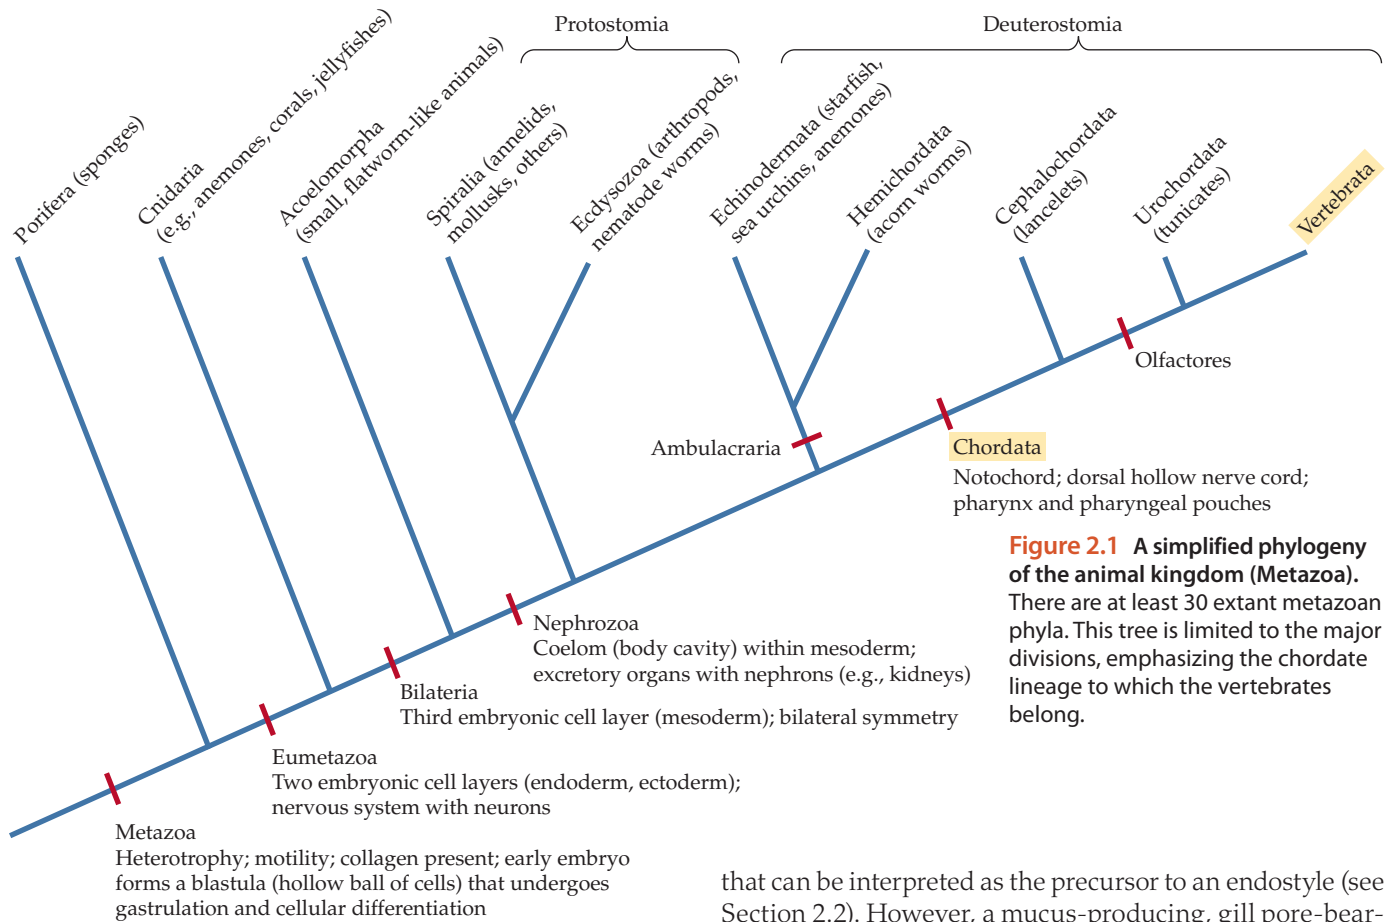 Protostomia
Deuterostomia
Porifera (sponges)
Cnidaria
(e.g., anemones, corals, jellyfishes)
Acoelomorpha
(small, flatworm-like animals)
Spiralia (annelids,
mollusks, others)
Ecdysozoa (arthropods,
nematode worms)
Echinodermata (starfish,
sea urchins, anemones)
Hemichordata
(acorn worms)
Cephalochordata
(lancelets)
Urochordata
(tunicates)
Vertebrata
Olfactores
Ambulacraria
Chordata
Notochord; dorsal hollow nerve cord;
pharynx and pharyngeal pouches
Nephrozoa
Coelom (body cavity) within mesoderm;
excretory organs with nephrons (e.g., kidneys)
Bilateria
Third embryonic cell layer (mesoderm); bilateral symmetry
Eumetazoa
Two embryonic cell layers (endoderm, ectoderm);
nervous system with neurons
Metazoa
Heterotrophy; motility; collagen present; early embryo
forms a blastula (hollow ball of cells) that undergoes
gastrulation and cellular differentiation
Figure 2.1 A simplified phylogeny
of the animal kingdom (Metazoa).
There are at least 30 extant metazoan
phyla. This tree is limited to the major
divisions, emphasizing the chordate
lineage to which the vertebrates
belong.
that can be interpreted as the precursor to an endostyle (see
Section 2.2). However, a mucus-producing, gill pore-bear-